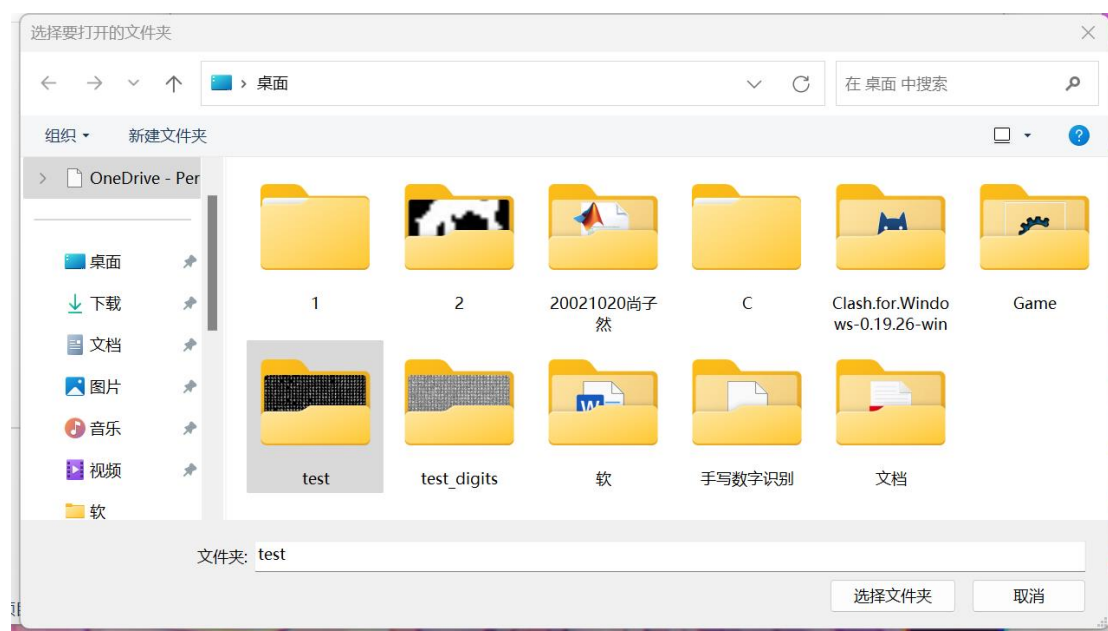 选择要打开的文件夹
桌面
在 桌面 中搜索
组织
新建文件夹
OneDrive - Per
桌面
下载
文档
图片
音乐
视频
软
1
2
20021020尚子
然
C
Clash.for.Windo
ws-0.19.26-win
Game
test
test_digits
软
手写数字识别
文档
文件夹:
test
选择文件夹
取消